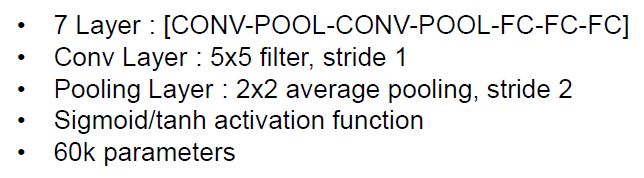 • 7 Layer : [CONV-POOL-CONV-POOL-FC-FC-FC]
• Conv Layer : 5x5 filter, stride 1
• Pooling Layer : 2x2 average pooling, stride 2
• Sigmoid/tanh activation function
• 60k parameters